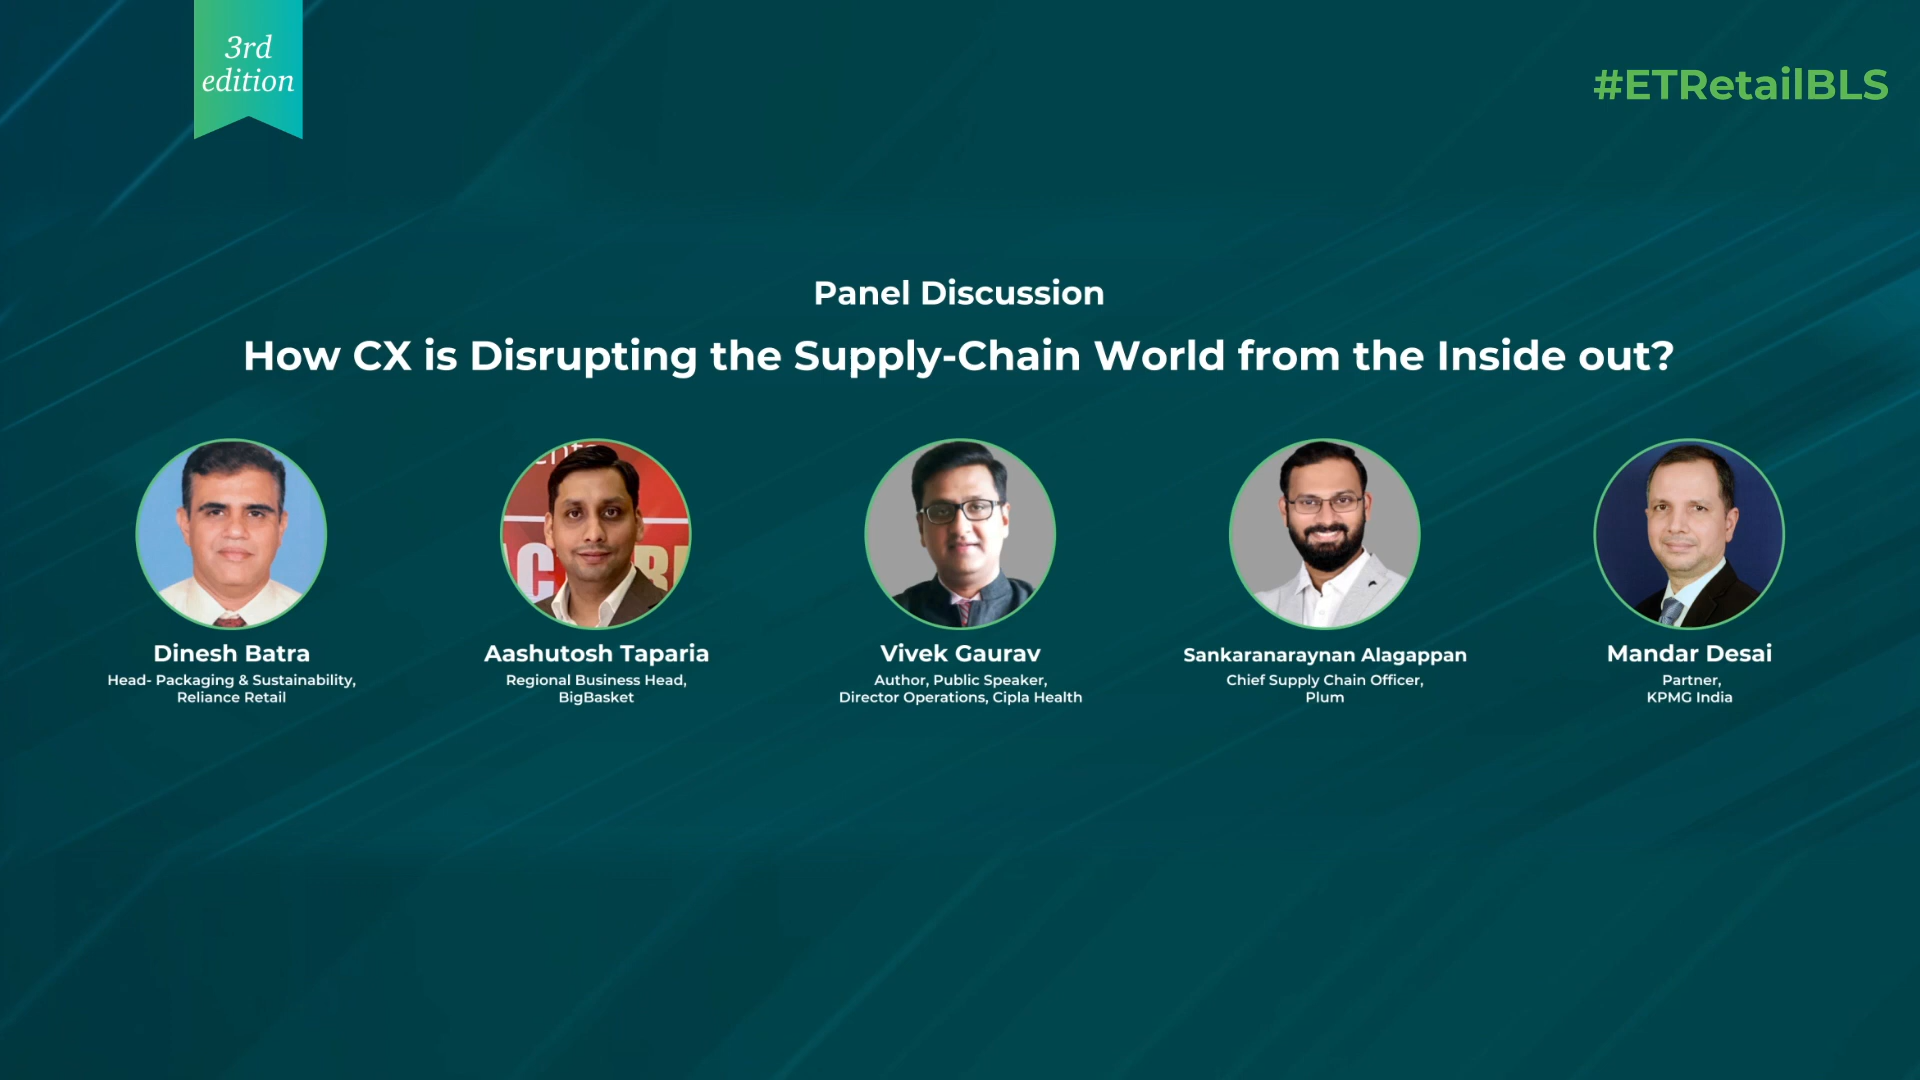 3rd
edition
#ETRetailBLS
Panel Discussion
How CX is Disrupting the Supply-Chain World from the Inside out?
Dinesh Batra
Head- Packaging & Sustainability,
Reliance Retail
Aashutosh Taparia
Regional Business Head,
BigBasket
Vivek Gaurav
Author, Public Speaker,
Director Operations, Cipla Health
Sankaranaraynan Alagappan
Chief Supply Chain Officer,
Plum
Mandar Desai
Partner,
KPMG India